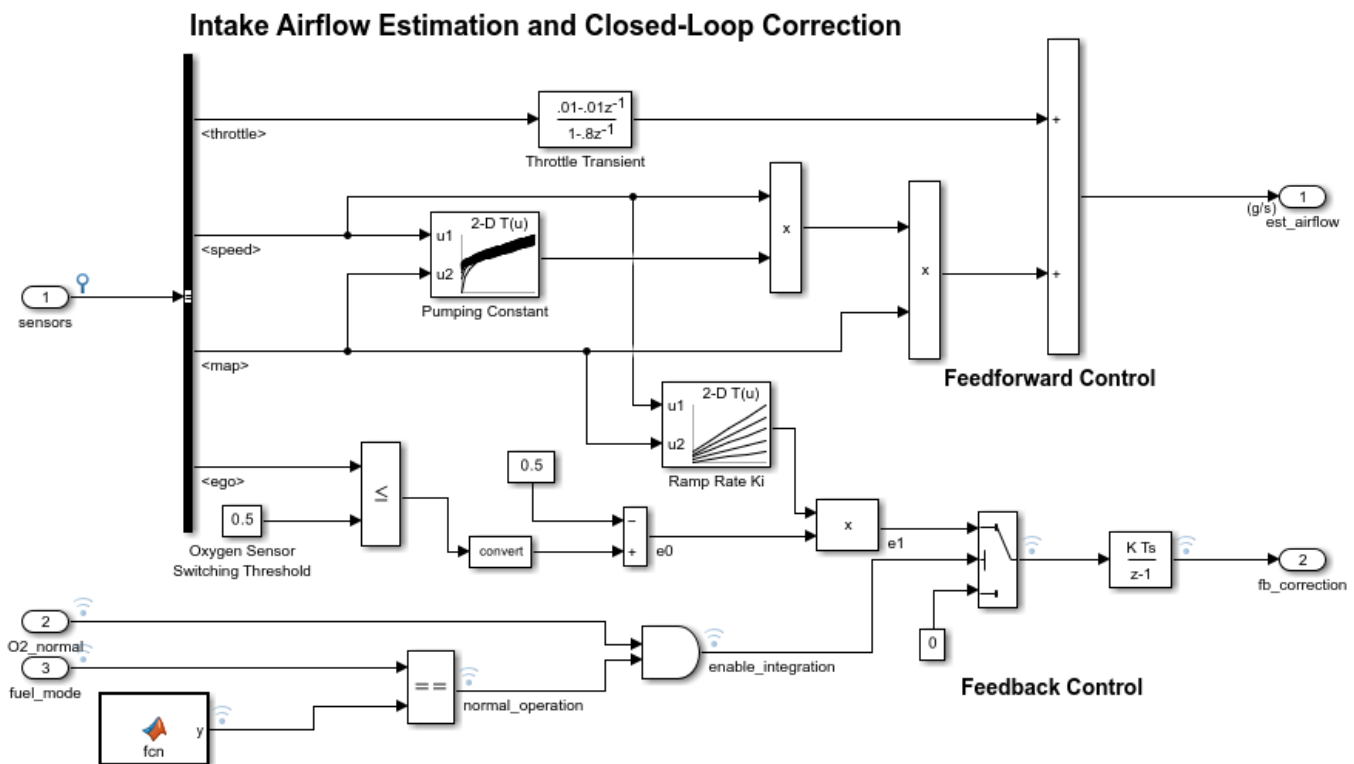 Intake Airflow Estimation and Closed-Loop Correction
.01-.01z-1
1-.8z-1
<throttle>
Throttle Transient
+
2-D T(u)
u1
u2
<speed>
Pumping Constant
x
x
(g/s)
1
est_airflow
+
1
sensors
<map>
Feedforward Control
2-D T(u)
u1
u2
Ramp Rate Ki
<ego>
≤
0.5
0.5
Oxygen Sensor
Switching Threshold
convert
−
+
e0
x
e1
K Ts
z-1
2
fb_correction
0
2
O2_normal
3
fuel_mode
==
normal_operation
enable_integration
Feedback Control
y
fcn